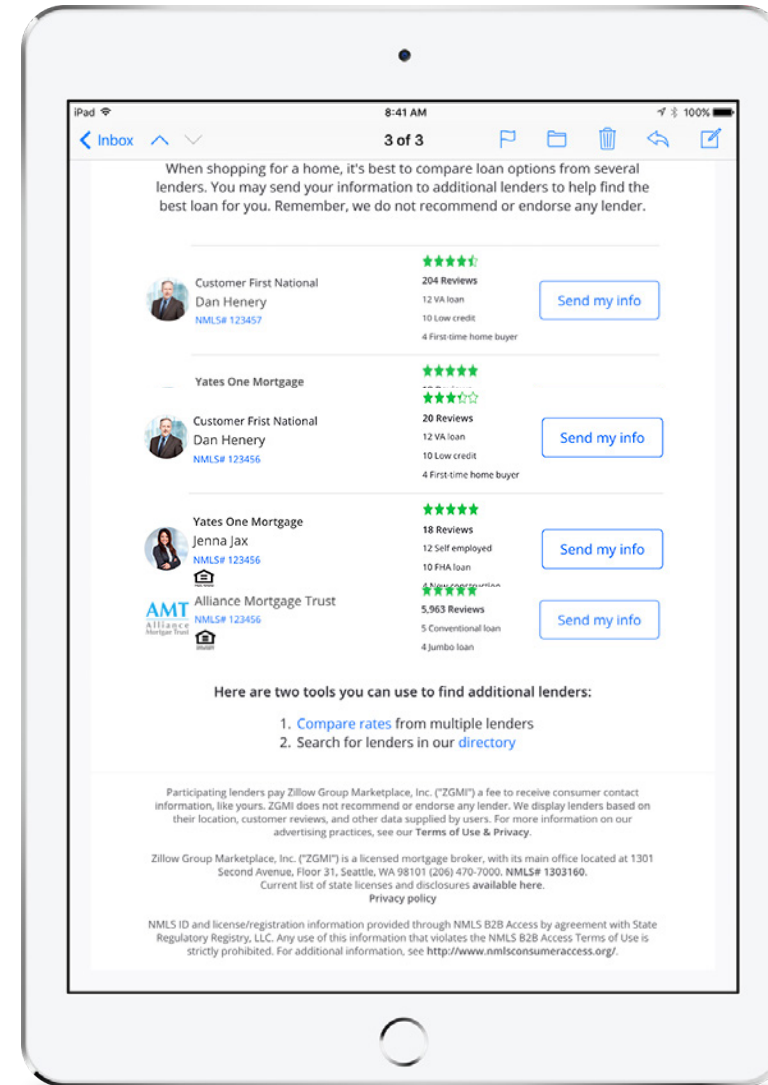 iPad
8:41 AM
100%
Inbox
3 of 3
When shopping for a home, it's best to compare loan options from several
lenders. You may send your information to additional lenders to help find the
best loan for you. Remember, we do not recommend or endorse any lender.
Customer First National
Dan Henery
NMLS# 123457
204 Reviews
12 VA loan
10 Low credit
4 First-time home buyer
Send my info
Yates One Mortgage
Customer Frist National
Dan Henery
NMLS# 123456
20 Reviews
12 VA loan
10 Low credit
4 First-time home buyer
Send my info
Yates One Mortgage
Jenna Jax
NMLS# 123456
18 Reviews
12 Self employed
10 FHA loan
4 New construction
Send my info
AMT
Alliance
Mortgae Trust
Alliance Mortgage Trust
NMLS# 123456
5,963 Reviews
5 Conventional loan
4 Jumbo loan
Send my info
Here are two tools you can use to find additional lenders:
1. Compare rates from multiple lenders
2. Search for lenders in our directory
Participating lenders pay Zillow Group Marketplace, Inc. ("ZGMI") a fee to receive consumer contact
information, like yours. ZGMI does not recommend or endorse any lender. We display lenders based on
their location, customer reviews, and other data supplied by users. For more information on our
advertising practices, see our Terms of Use & Privacy.
Zillow Group Marketplace, Inc. ("ZGMI") is a licensed mortgage broker, with its main office located at 1301
Second Avenue, Floor 31, Seattle, WA 98101 (206) 470-7000. NMLS# 1303160.
Current list of state licenses and disclosures available here.
Privacy policy
NMLS ID and license/registration information provided through NMLS B2B Access by agreement with State
Regulatory Registry, LLC. Any use of this information that violates the NMLS B2B Access Terms of Use is
strictly prohibited. For additional information, see http://www.nmlsconsumeraccess.org/.